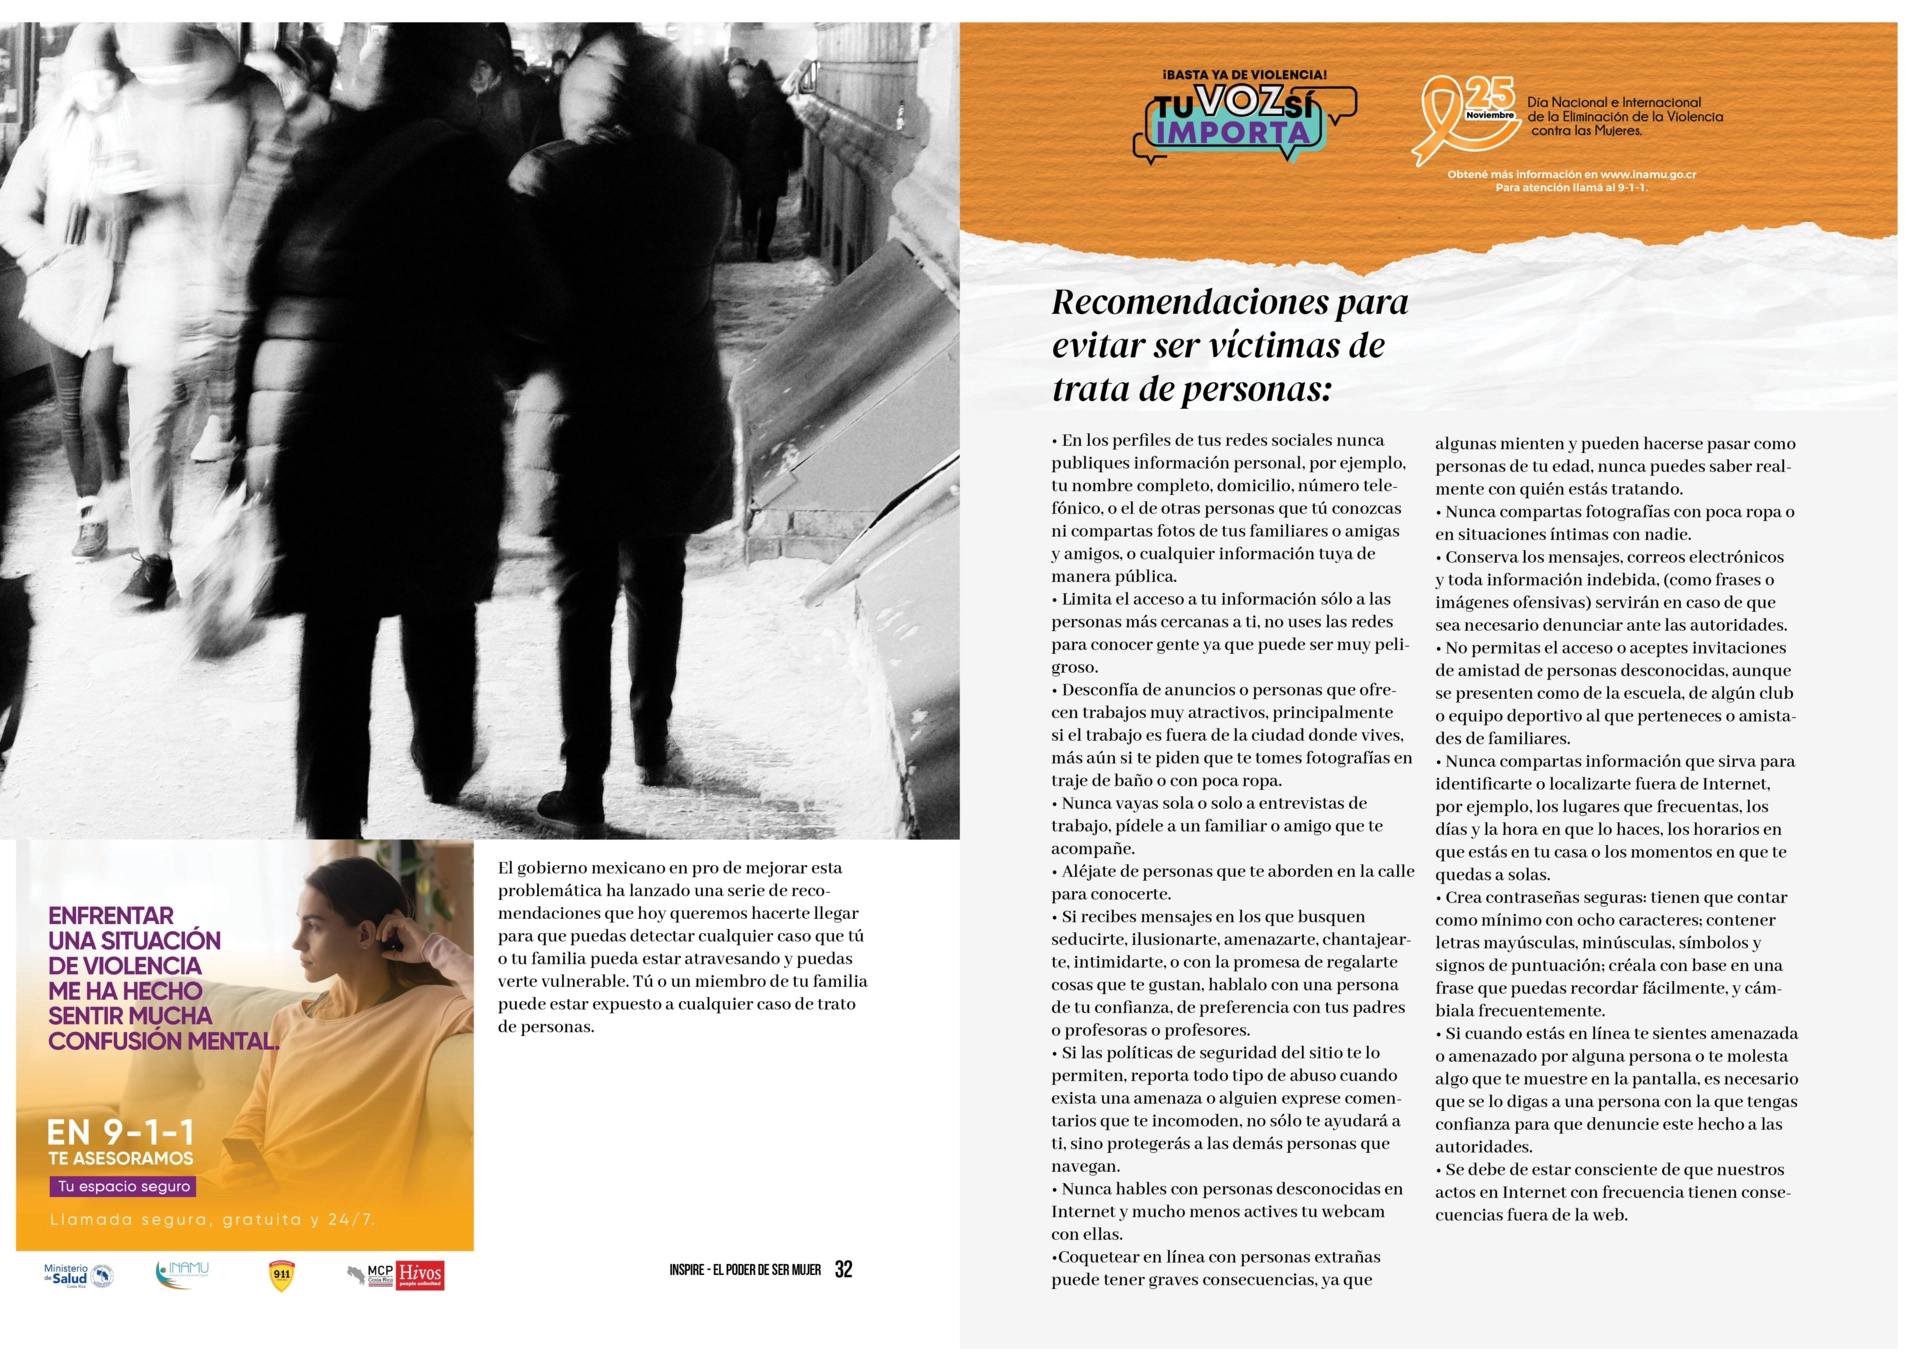 ENFRENTAR
UNA SITUACIÓN
DE VIOLENCIA
ME HA HECHO
SENTIR MUCHA
CONFUSIÓN MENTAL.
EN 9-1-1
TE ASESORAMOS
Tu espacio seguro
Llamada segura, gratuita y 24/7.
Ministerio
de Salud
Costa Rica
INAMU
911
MCP
Costa Rica
Hivos
people unlimited
El gobierno mexicano en pro de mejorar esta
problemática ha lanzado una serie de reco-
mendaciones que hoy queremos hacerte llegar
para que puedas detectar cualquier caso que tú
o tu familia pueda estar atravesando y puedas
verte vulnerable. Tú o un miembro de tu familia
puede estar expuesto a cualquier caso de trato
de personas.
INSPIRE - EL PODER DE SER MUJER 32
¡BASTA YA DE VIOLENCIA!
TU VOZ SÍ
IMPORTA
25
Noviembre
Día Nacional e Internacional
de la Eliminación de la Violencia
contra las Mujeres.
Obtené más información en www.inamu.go.cr
Para atención llamá al 9-1-1.
Recomendaciones para
evitar ser víctimas de
trata de personas:
• En los perfiles de tus redes sociales nunca
publiques información personal, por ejemplo,
tu nombre completo, domicilio, número tele-
fónico, o el de otras personas que tú conozcas
ni compartas fotos de tus familiares o amigas
y amigos, o cualquier información tuya de
manera pública.
• Limita el acceso a tu información sólo a las
personas más cercanas a ti, no uses las redes
para conocer gente ya que puede ser muy peli-
groso.
• Desconfía de anuncios o personas que ofre-
cen trabajos muy atractivos, principalmente
si el trabajo es fuera de la ciudad donde vives,
más aún si te piden que te tomes fotografías en
traje de baño o con poca ropa.
• Nunca vayas sola o solo a entrevistas de
trabajo, pídele a un familiar o amigo que te
acompañe.
• Aléjate de personas que te aborden en la calle
para conocerte.
• Si recibes mensajes en los que busquen
seducirte, ilusionarte, amenazarte, chantajear-
te, intimidarte, o con la promesa de regalarte
cosas que te gustan, hablalo con una persona
de tu confianza, de preferencia con tus padres
o profesoras o profesores.
• Si las políticas de seguridad del sitio te lo
permiten, reporta todo tipo de abuso cuando
exista una amenaza o alguien exprese comen-
tarios que te incomoden, no sólo te ayudará a
ti, sino protegerás a las demás personas que
navegan.
• Nunca hables con personas desconocidas en
Internet y mucho menos actives tu webcam
con ellas.
•Coquetear en línea con personas extrañas
puede tener graves consecuencias, ya que
algunas mienten y pueden hacerse pasar como
personas de tu edad, nunca puedes saber real-
mente con quién estás tratando.
• Nunca compartas fotografías con poca ropa o
en situaciones íntimas con nadie.
• Conserva los mensajes, correos electrónicos
y toda información indebida, (como frases o
imágenes ofensivas) servirán en caso de que
sea necesario denunciar ante las autoridades.
• No permitas el acceso o aceptes invitaciones
de amistad de personas desconocidas, aunque
se presenten como de la escuela, de algún club
o equipo deportivo al que perteneces o amista-
des de familiares.
• Nunca compartas información que sirva para
identificarte o localizarte fuera de Internet,
por ejemplo, los lugares que frecuentas, los
días y la hora en que lo haces, los horarios en
que estás en tu casa o los momentos en que te
quedas a solas.
• Crea contraseñas seguras: tienen que contar
como mínimo con ocho caracteres; contener
letras mayúsculas, minúsculas, símbolos y
signos de puntuación; créala con base en una
frase que puedas recordar fácilmente, y cám-
biala frecuentemente.
• Si cuando estás en línea te sientes amenazada
o amenazado por alguna persona o te molesta
algo que te muestre en la pantalla, es necesario
que se lo digas a una persona con la que tengas
confianza para que denuncie este hecho a las
autoridades.
• Se debe de estar consciente de que nuestros
actos en Internet con frecuencia tienen conse-
cuencias fuera de la web.